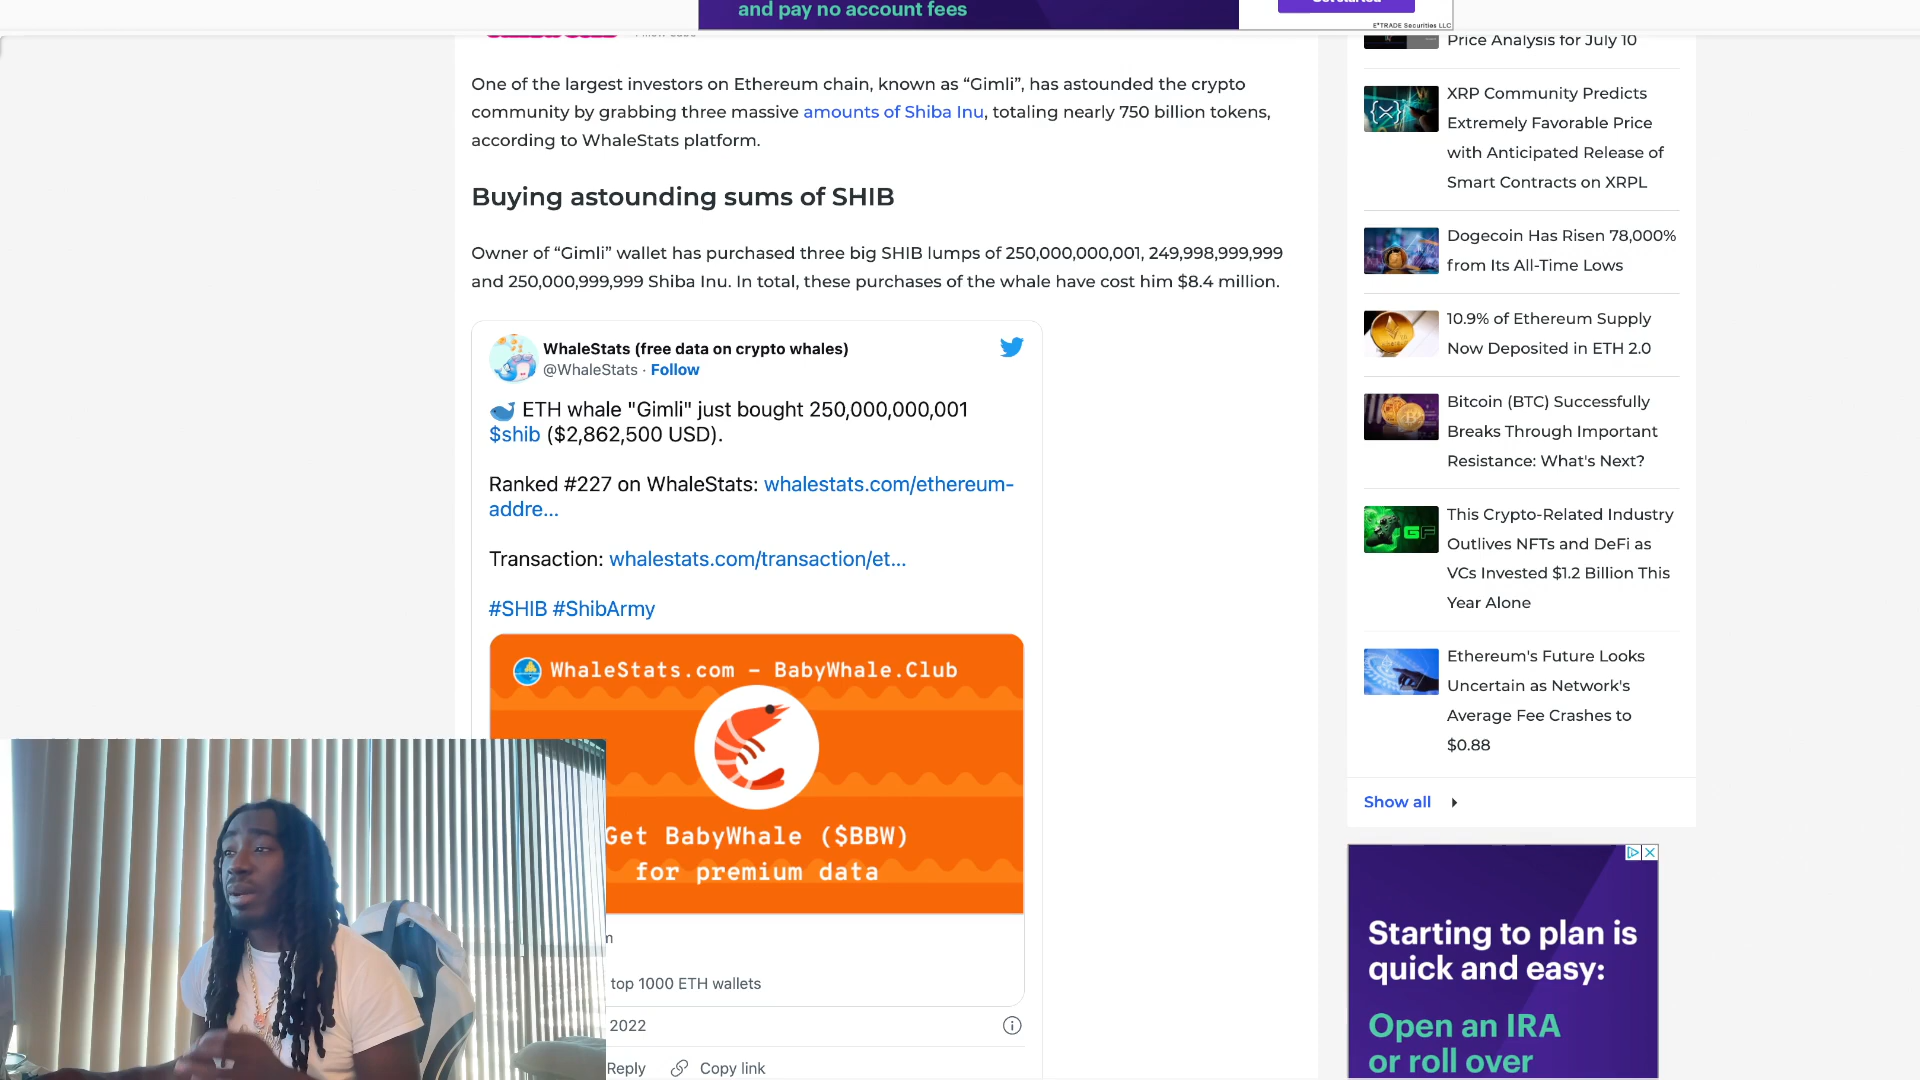 and pay no account fees
E*TRADE Securities LLC
One of the largest investors on Ethereum chain, known as “Gimli”, has astounded the crypto
community by grabbing three massive amounts of Shiba Inu, totaling nearly 750 billion tokens,
according to WhaleStats platform.
Buying astounding sums of SHIB
Owner of “Gimli” wallet has purchased three big SHIB lumps of 250,000,000,001, 249,998,999,999
and 250,000,999,999 Shiba Inu. In total, these purchases of the whale have cost him $8.4 million.
WhaleStats (free data on crypto whales)
@WhaleStats · Follow
ETH whale "Gimli" just bought 250,000,000,001
$shib ($2,862,500 USD).
Ranked #227 on WhaleStats: whalestats.com/ethereum-
addre...
Transaction: whalestats.com/transaction/et...
#SHIB #ShibArmy
WhaleStats.com – BabyWhale.Club
Get BabyWhale ($BBW)
for premium data
top 1000 ETH wallets
2022
Reply
Copy link
Price Analysis for July 10
XRP Community Predicts
Extremely Favorable Price
with Anticipated Release of
Smart Contracts on XRPL
Dogecoin Has Risen 78,000%
from Its All-Time Lows
10.9% of Ethereum Supply
Now Deposited in ETH 2.0
Bitcoin (BTC) Successfully
Breaks Through Important
Resistance: What's Next?
GF
This Crypto-Related Industry
Outlives NFTs and DeFi as
VCs Invested $1.2 Billion This
Year Alone
Ethereum's Future Looks
Uncertain as Network's
Average Fee Crashes to
$0.88
Show all
Starting to plan is
quick and easy:
Open an IRA
or roll over